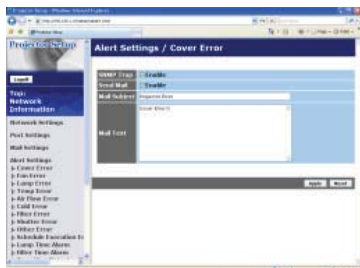 Projector Setup
Alert Settings / Cover Error
Logoff
Top:
Network
Information
Network Settings
Port Settings
Mail Settings
Alert Settings
Cover Error
Fan Error
Lamp Error
Temp Error
Air Flow Error
Cold Error
Filter Error
Shutter Error
Other Error
Schedule Execution Er
Lamp Time Alarm
Filter Time Alarm
SNMP Trap
Enable
Send Mail
Enable
Mail Subject
Mail Text
Apply
Reset